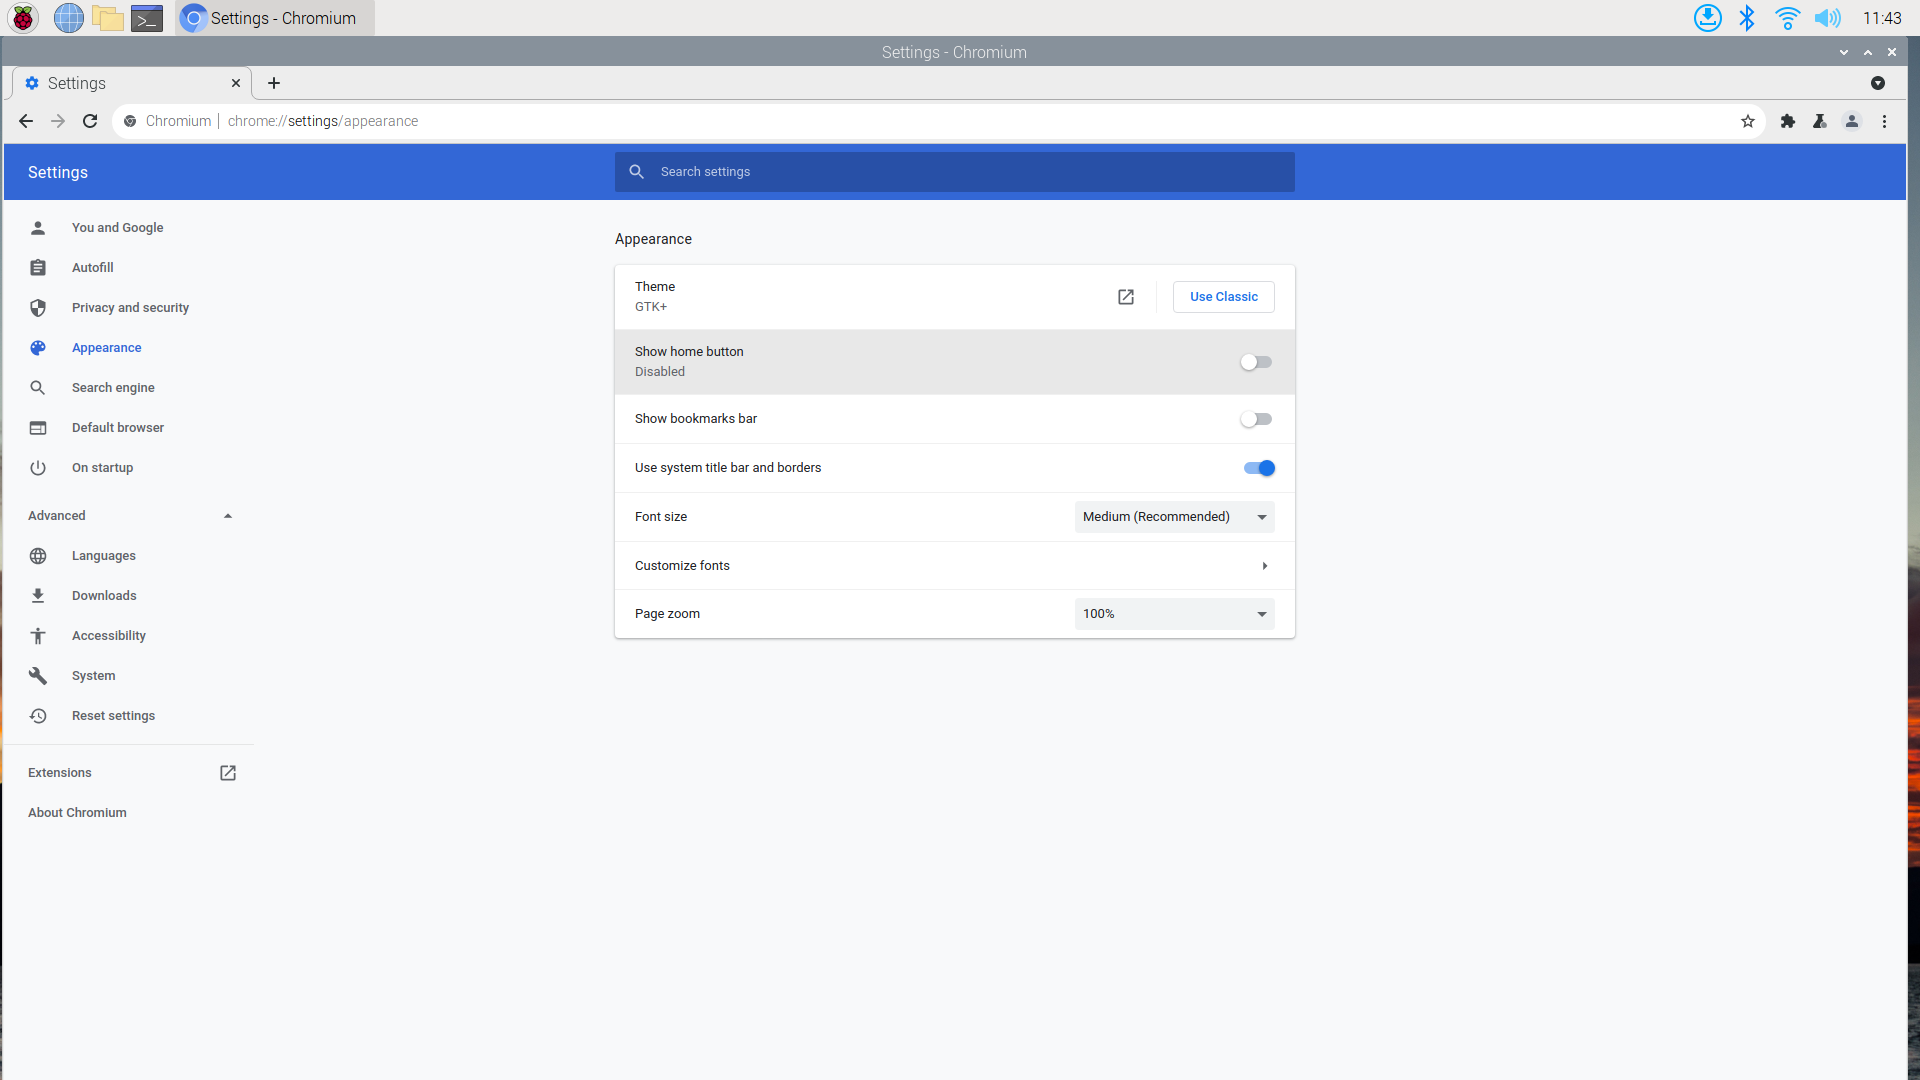 Settings - Chromium
11:43
Settings - Chromium
Settings
Chromium | chrome://settings/appearance
Settings
Search settings
You and Google
Autofill
Privacy and security
Appearance
Search engine
Default browser
On startup
Advanced
Languages
Downloads
Accessibility
System
Reset settings
Extensions
About Chromium
Appearance
Theme
GTK+
Use Classic
Show home button
Disabled
Show bookmarks bar
Use system title bar and borders
Font size
Medium (Recommended)
Customize fonts
Page zoom
100%